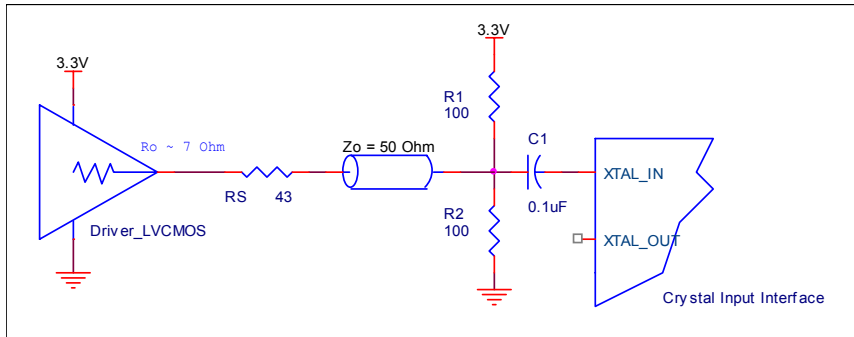 3.3V
3.3V
R1
100
Ro ~ 7 Ohm
Zo = 50 Ohm
C1
XTAL_IN
RS 43
0.1uF
R2
100
Driver_LVCMOS
XTAL_OUT
Crystal Input Interface